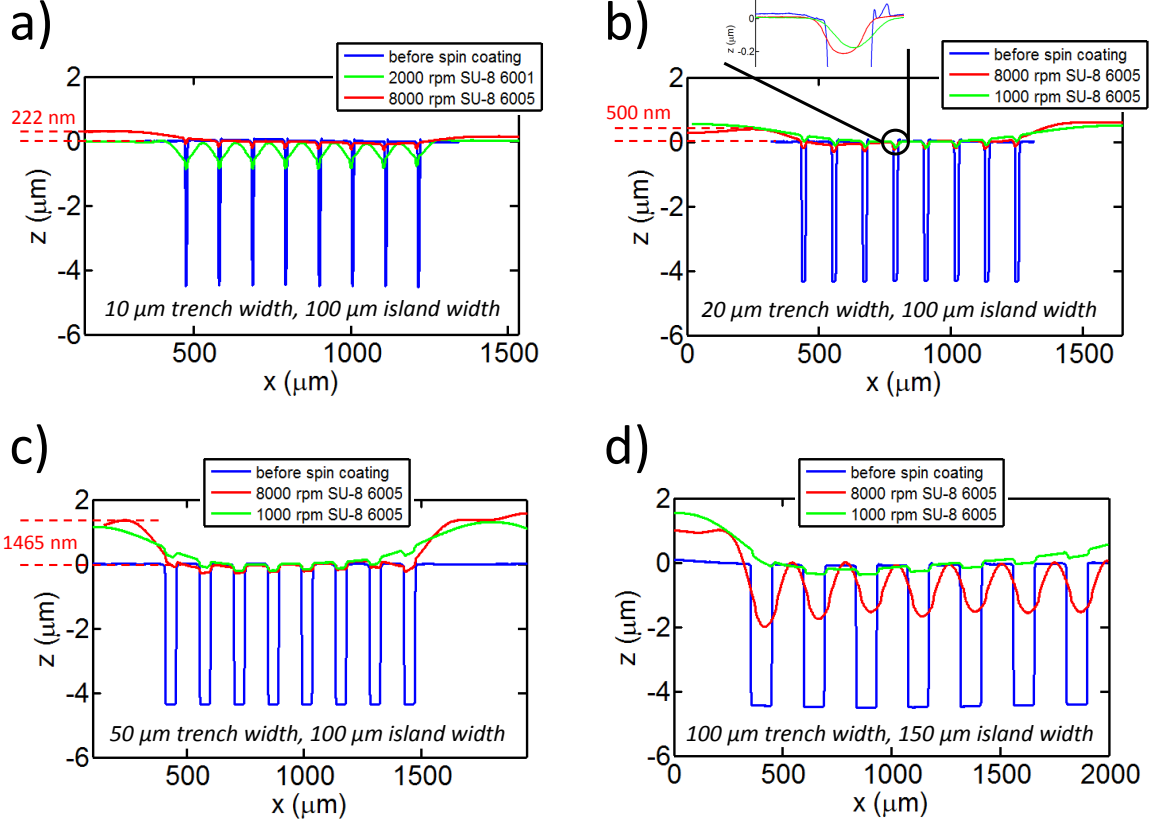 a)
before spin coating
2000 rpm SU-8 6001
8000 rpm SU-8 6005
222 nm
2
0
-2
-4
-6
z (μm)
10 μm trench width, 100 μm island width
500
1000
1500
x (μm)
b)
z (μm)
0
-0.2
before spin coating
8000 rpm SU-8 6005
1000 rpm SU-8 6005
500 nm
2
0
-2
-4
-6
z (μm)
20 μm trench width, 100 μm island width
0
500
1000
1500
x (μm)
c)
before spin coating
8000 rpm SU-8 6005
1000 rpm SU-8 6005
1465 nm
2
0
-2
-4
-6
z (μm)
50 μm trench width, 100 μm island width
500
1000
1500
x (μm)
d)
before spin coating
8000 rpm SU-8 6005
1000 rpm SU-8 6005
2
0
-2
-4
-6
z (μm)
100 μm trench width, 150 μm island width
0
500
1000
1500
2000
x (μm)